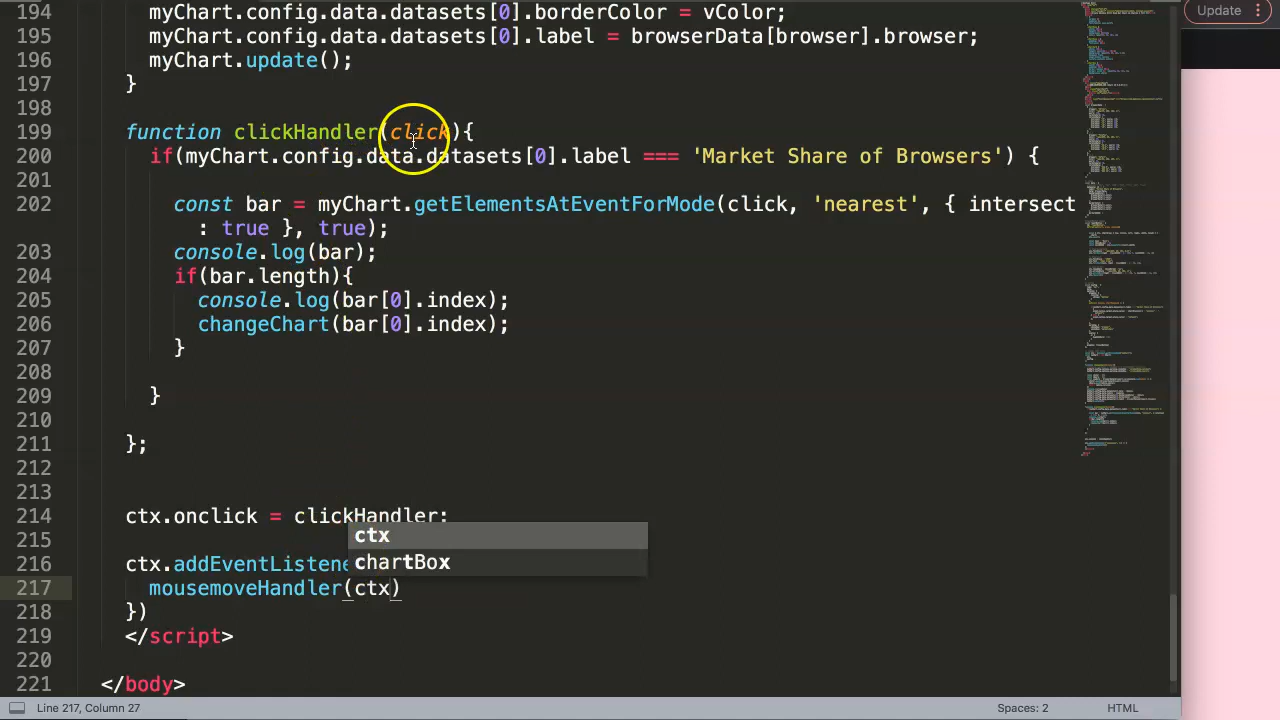 Update
194 myChart.config.data.datasets[0].borderColor = vColor;
195 myChart.config.data.datasets[0].label = browserData[browser].browser;
196 myChart.update();
197 }
198
199 function clickHandler(click){
200 if(myChart.config.data.datasets[0].label === 'Market Share of Browsers') {
201
202 const bar = myChart.getElementsAtEventForMode(click, 'nearest', { intersect
: true }, true);
203 console.log(bar);
204 if(bar.length){
205 console.log(bar[0].index);
206 changeChart(bar[0].index);
207 }
208
209 }
210
211 };
212
213
214 ctx.onclick = clickHandler;
215
ctx
216 ctx.addEventListene
chartBox
217 mousemoveHandler(ctx)
218 })
219 </script>
220
221 </body>
Line 217, Column 27
Spaces: 2
HTML